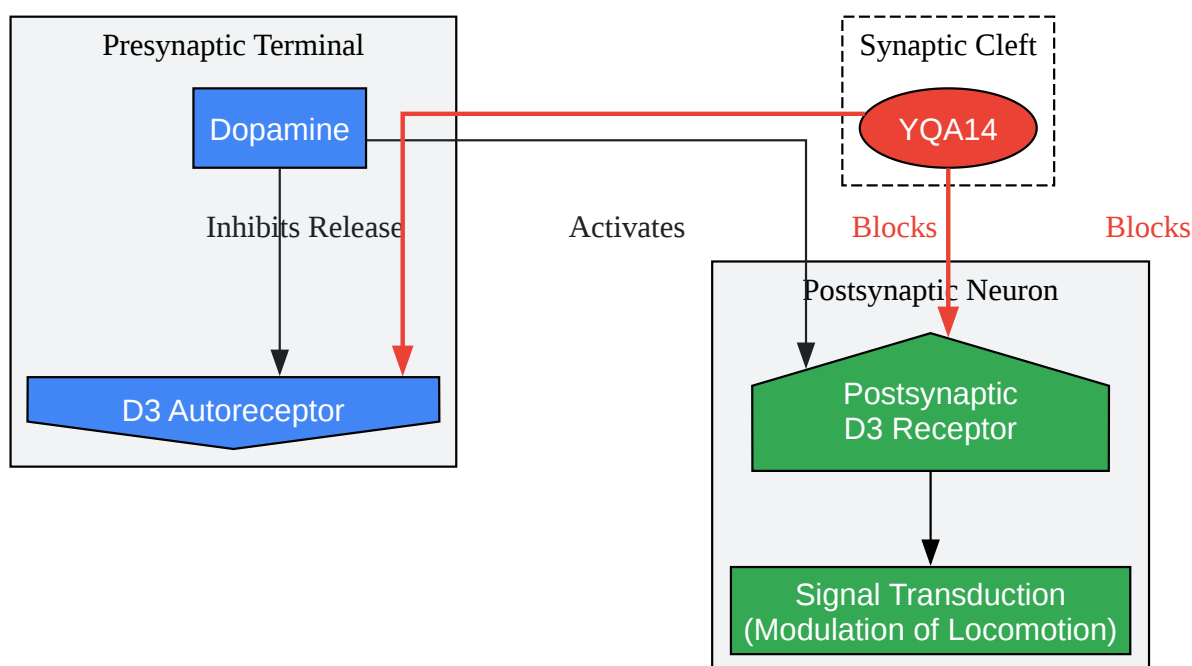 Presynaptic Terminal
Synaptic Cleft
Dopamine
YQA14
Inhibits Release
Activates
Blocks
Blocks
Postsynaptic Neuron
D3 Autoreceptor
Postsynaptic
D3 Receptor
Signal Transduction
(Modulation of Locomotion)